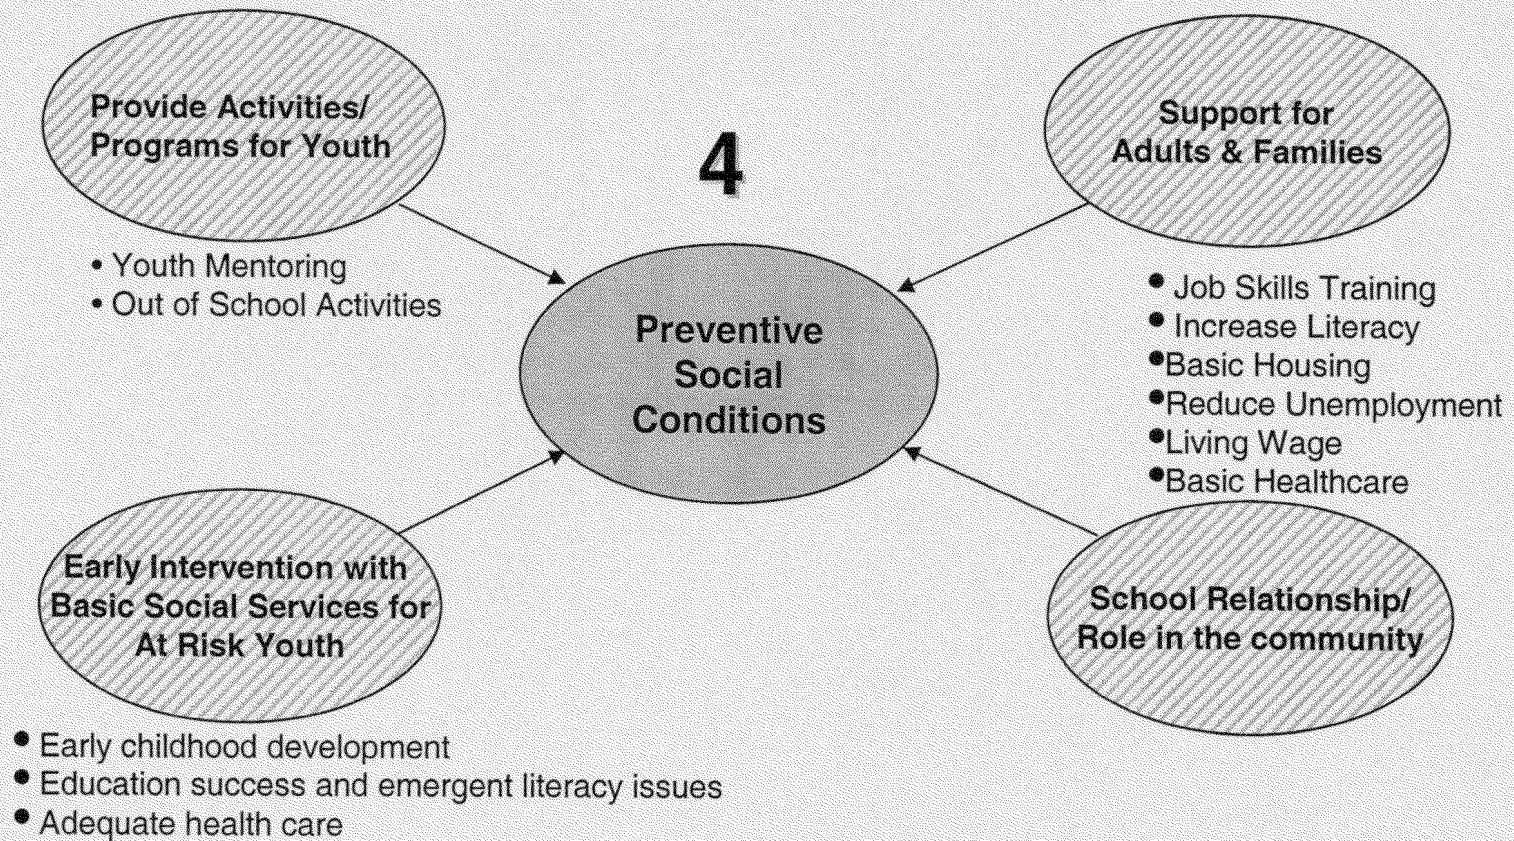 Provide Activities/
Programs for Youth
• Youth Mentoring
• Out of School Activities
4
Support for
Adults & Families
• Job Skills Training
• Increase Literacy
•Basic Housing
•Reduce Unemployment
•Living Wage
•Basic Healthcare
Preventive
Social
Conditions
Early Intervention with
Basic Social Services for
At Risk Youth
• Early childhood development
• Education success and emergent literacy issues
• Adequate health care
School Relationship/
Role in the community